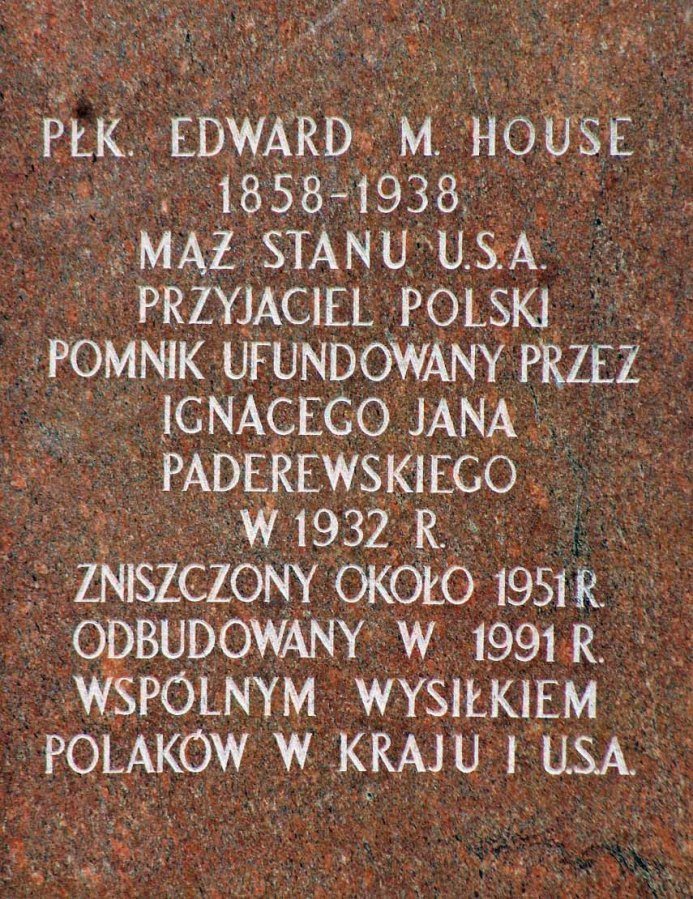 PŁK. EDWARD M. HOUSE
1858-1938
MĄŻ STANU U.S.A.
PRZYJACIEL POLSKI
POMNIK UFUNDOWANY PRZEZ
IGNACEGO JANA
PADEREWSKIEGO
W 1932 R.
ZNISZCZONY OKOŁO 1951 R.
ODBUDOWANY W 1991 R.
WSPÓLNYM WYSIŁKIEM
POLAKÓW W KRAJU I U.S.A.